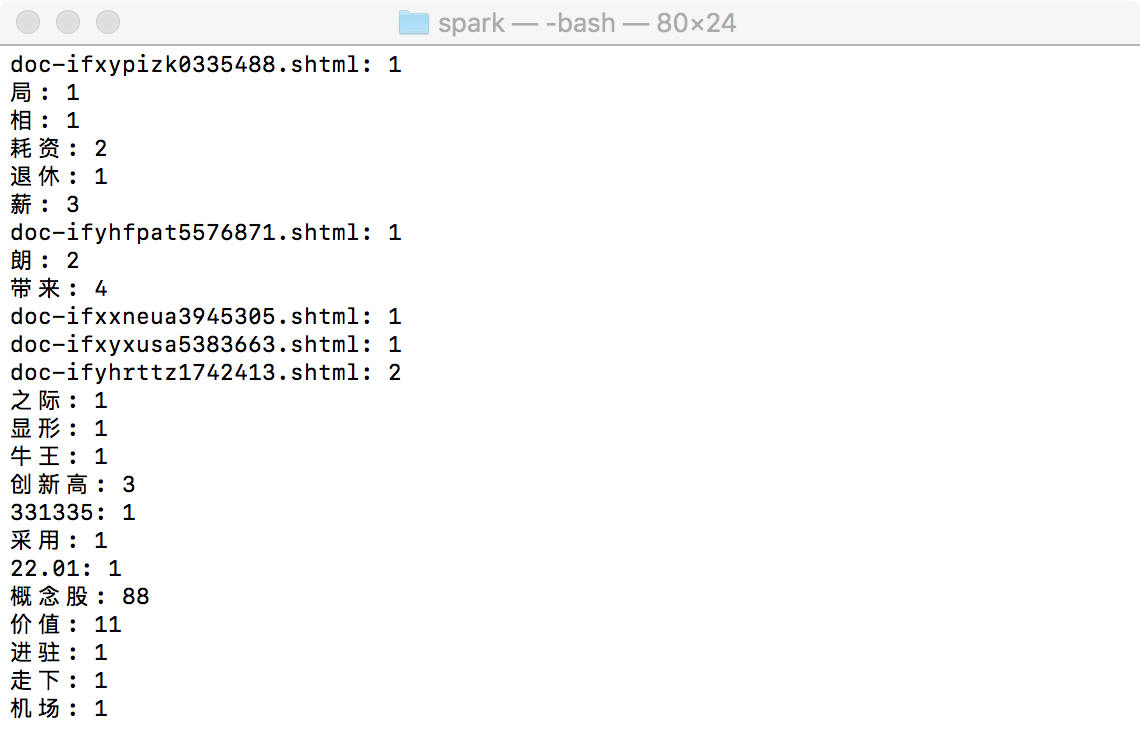 spark — -bash — 80×24
doc-ifxypizk0335488.shtml: 1
局: 1
相: 1
耗资: 2
退休: 1
薪: 3
doc-ifyhfpat5576871.shtml: 1
朗: 2
带来: 4
doc-ifxxneua3945305.shtml: 1
doc-ifxyxusa5383663.shtml: 1
doc-ifyhrttz1742413.shtml: 2
之际: 1
显形: 1
牛王: 1
创新高: 3
331335: 1
采用: 1
22.01: 1
概念股: 88
价值: 11
进驻: 1
走下: 1
机场: 1